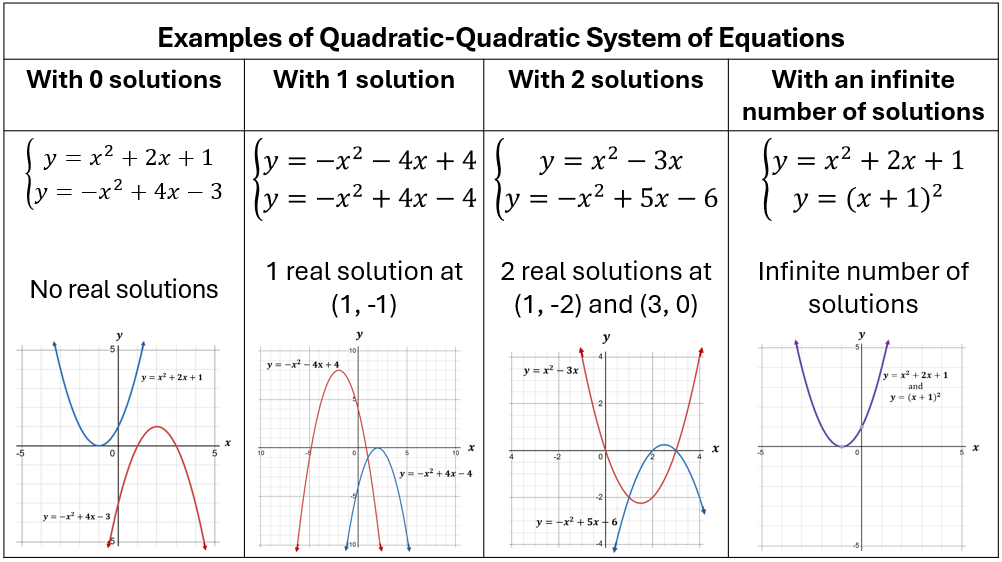 Examples of Quadratic-Quadratic System of Equations
With 0 solutions
With 1 solution
With 2 solutions
With an infinite
number of solutions
y = x² + 2x + 1
y = −x² + 4x − 3
y = −x² − 4x + 4
y = −x² + 4x − 4
y = x² − 3x
y = −x² + 5x − 6
y = x² + 2x + 1
y = (x + 1)²
No real solutions
1 real solution at
(1, -1)
2 real solutions at
(1, -2) and (3, 0)
Infinite number of
solutions
y
5
y = x² + 2x + 1
x
-5
0
5
y = −x² + 4x − 3
5
y
10
y = −x² − 4x + 4
5
x
10
-5
0
5
10
y = −x² + 4x − 4
-5
10
y
4
y = x² − 3x
2
x
4
-2
0
2
4
-2
y = −x² + 5x − 6
-4
y
5
y = x² + 2x + 1
and
y = (x + 1)²
x
-5
0
5
-5